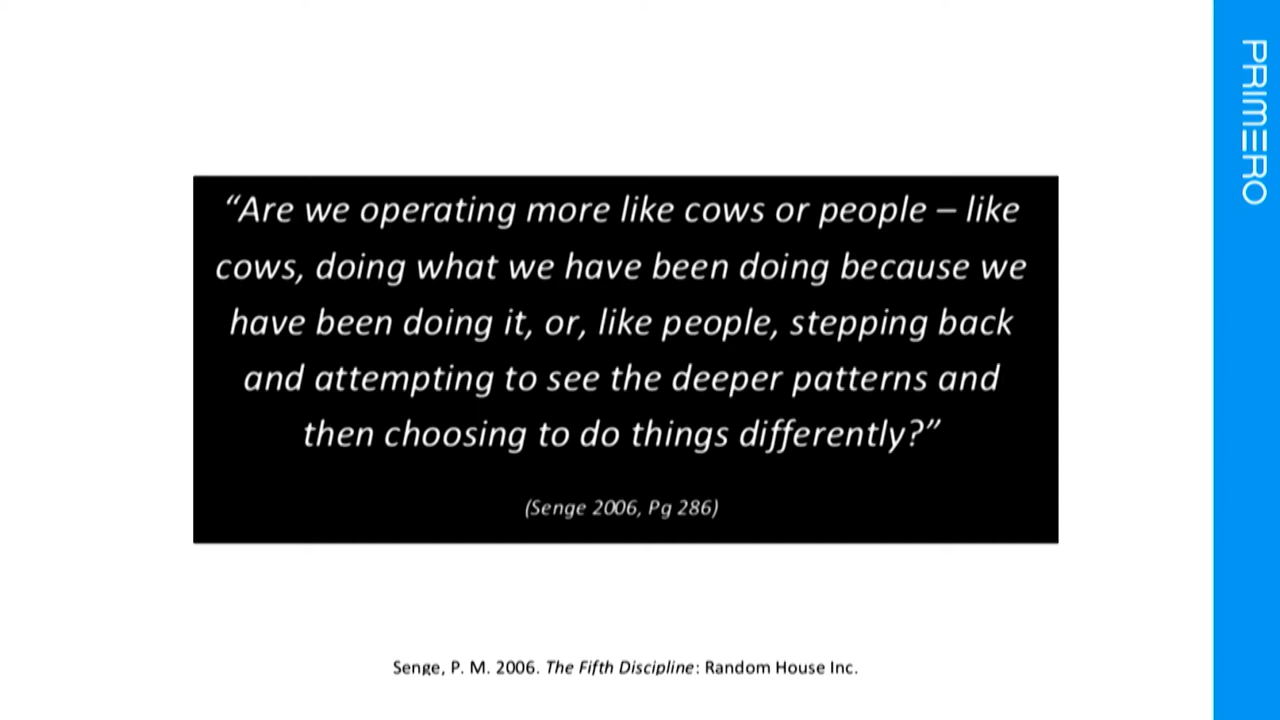 “Are we operating more like cows or people – like
cows, doing what we have been doing because we
have been doing it, or, like people, stepping back
and attempting to see the deeper patterns and
then choosing to do things differently?”
(Senge 2006, Pg 286)
Senge, P. M. 2006. The Fifth Discipline: Random House Inc.
PRIMERO